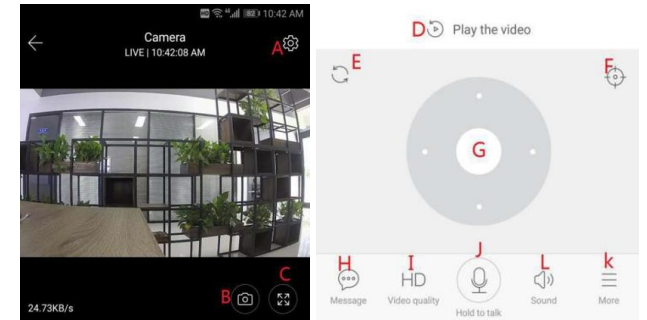 10:42 AM
Camera
LIVE | 10:42:08 AM
A
B
C
24.73KB/s
D Play the video
E
F
G
H I J L k
HD
Message Video quality Hold to talk Sound More